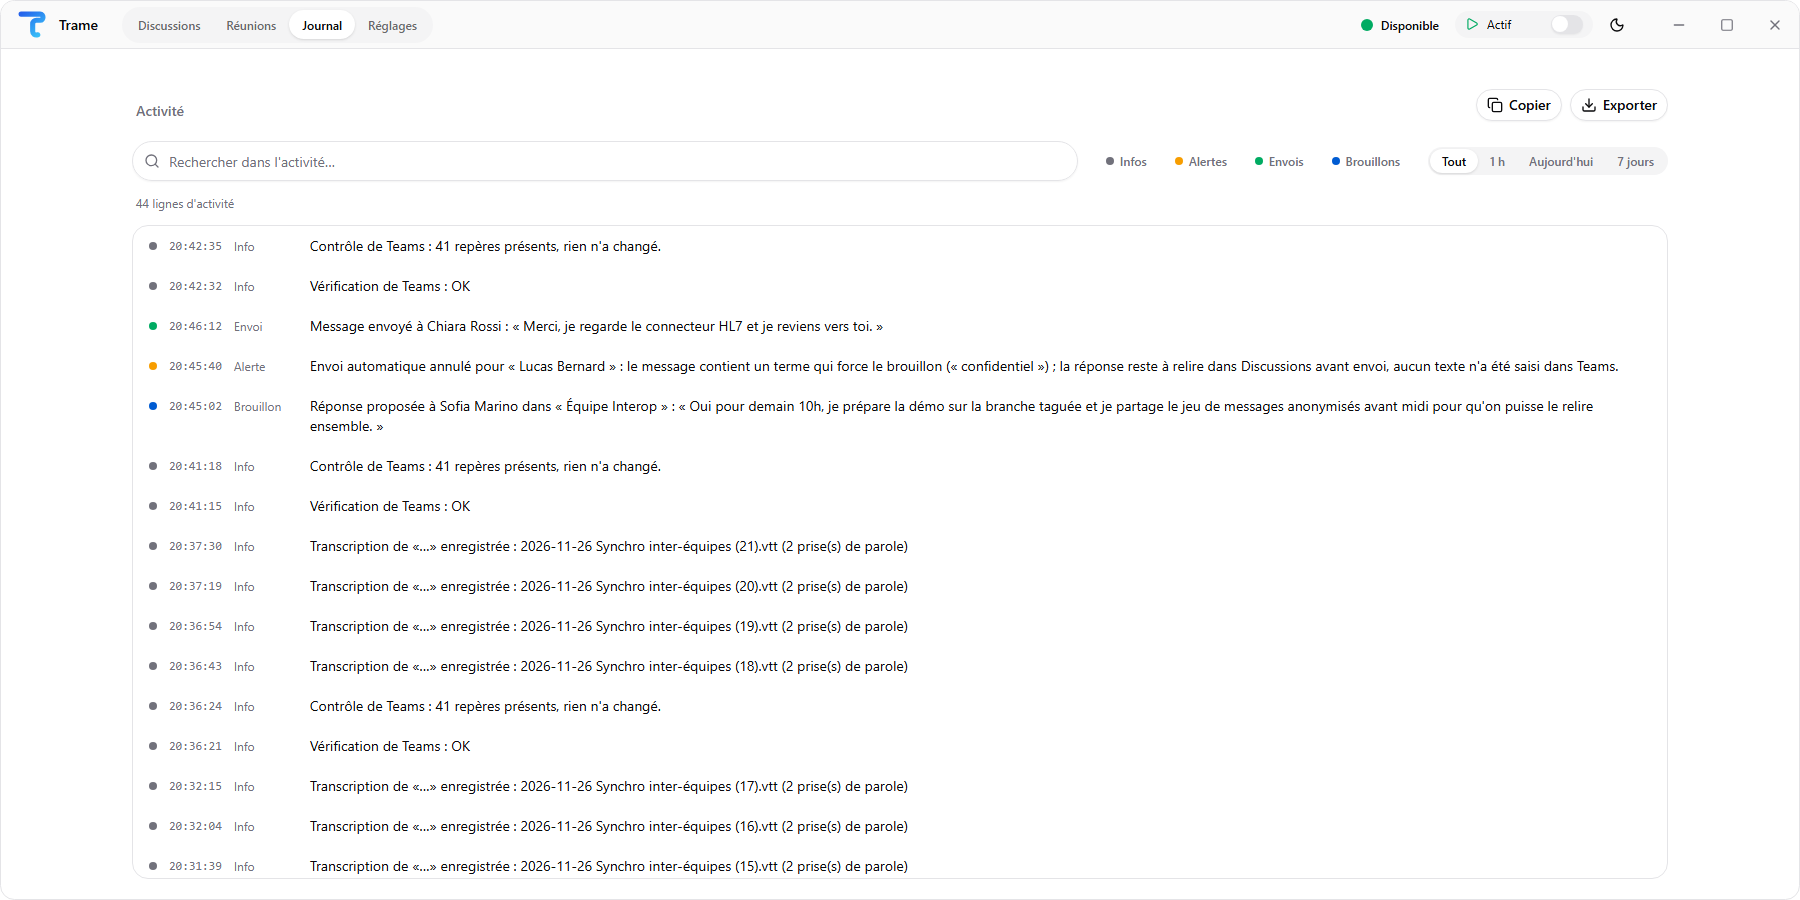 Trame
Discussions Réunions Journal Réglages
Disponible
Actif
Activité
Copier Exporter
Rechercher dans l'activité...
Infos Alertes Envois Brouillons
Tout 1 h Aujourd'hui 7 jours
44 lignes d'activité
20:42:35 Info Contrôle de Teams : 41 repères présents, rien n'a changé.
20:42:32 Info Vérification de Teams : OK
20:46:12 Envoi Message envoyé à Chiara Rossi : « Merci, je regarde le connecteur HL7 et je reviens vers toi. »
20:45:40 Alerte Envoi automatique annulé pour « Lucas Bernard » : le message contient un terme qui force le brouillon (« confidentiel ») ; la réponse reste à relire dans Discussions avant envoi, aucun texte n'a été saisi dans Teams.
20:45:02 Brouillon Réponse proposée à Sofia Marino dans « Équipe Interop » : « Oui pour demain 10h, je prépare la démo sur la branche taguée et je partage le jeu de messages anonymisés avant midi pour qu'on puisse le relire
ensemble. »
20:41:18 Info Contrôle de Teams : 41 repères présents, rien n'a changé.
20:41:15 Info Vérification de Teams : OK
20:37:30 Info Transcription de «...» enregistrée : 2026-11-26 Synchro inter-équipes (21).vtt (2 prise(s) de parole)
20:37:19 Info Transcription de «...» enregistrée : 2026-11-26 Synchro inter-équipes (20).vtt (2 prise(s) de parole)
20:36:54 Info Transcription de «...» enregistrée : 2026-11-26 Synchro inter-équipes (19).vtt (2 prise(s) de parole)
20:36:43 Info Transcription de «...» enregistrée : 2026-11-26 Synchro inter-équipes (18).vtt (2 prise(s) de parole)
20:36:24 Info Contrôle de Teams : 41 repères présents, rien n'a changé.
20:36:21 Info Vérification de Teams : OK
20:32:15 Info Transcription de «...» enregistrée : 2026-11-26 Synchro inter-équipes (17).vtt (2 prise(s) de parole)
20:32:04 Info Transcription de «...» enregistrée : 2026-11-26 Synchro inter-équipes (16).vtt (2 prise(s) de parole)
20:31:39 Info Transcription de «...» enregistrée : 2026-11-26 Synchro inter-équipes (15).vtt (2 prise(s) de parole)